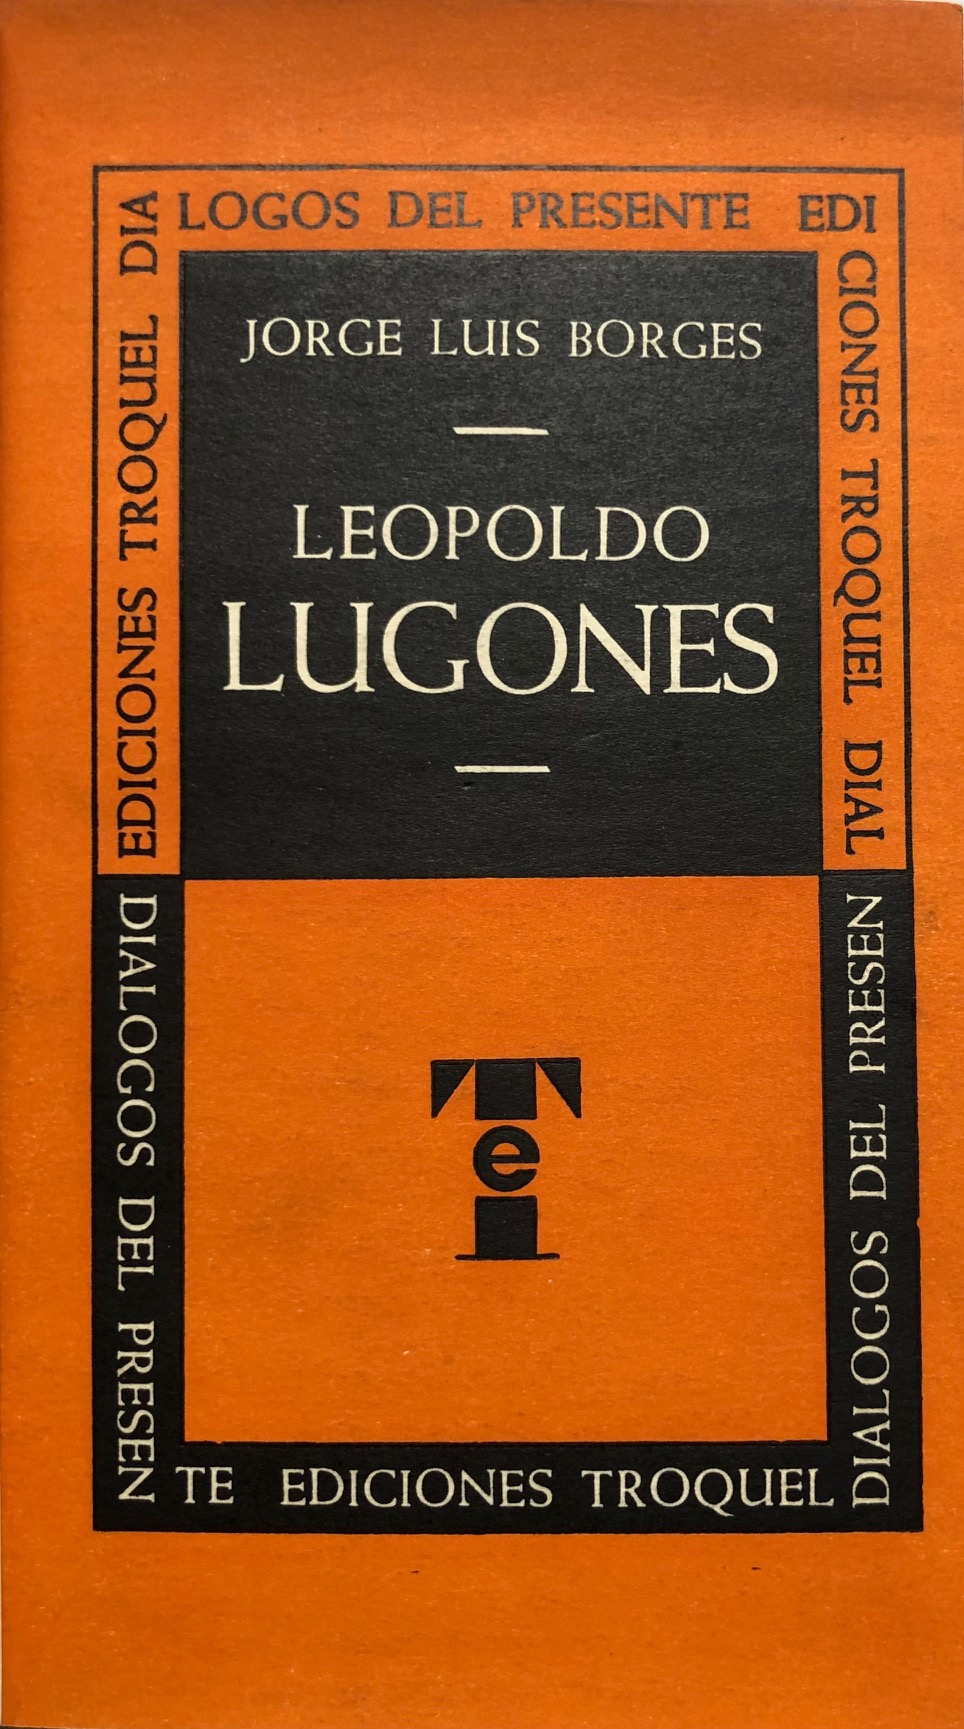 EDICIONES TROQUEL DIA
LOGOS DEL PRESENTE EDI
CIONES TROQUEL DIAL
JORGE LUIS BORGES
LEOPOLDO
LUGONES
Tei
DIALOGOS DEL PRESEN
TE EDICIONES TROQUEL
DIALOGOS DEL PRESEN